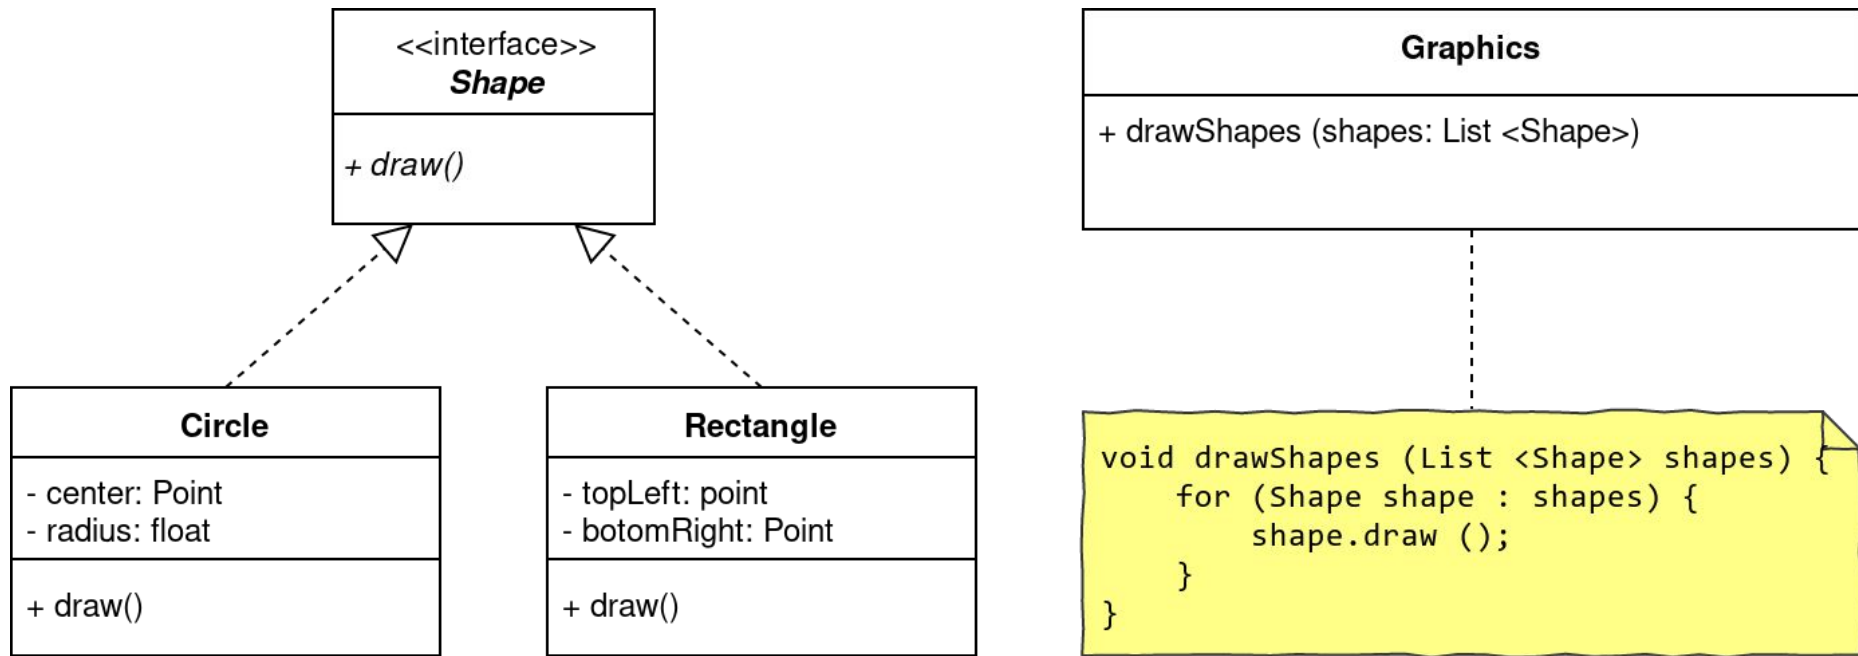 <<interface>>
Shape
+ draw()
Circle
- center: Point
- radius: float
+ draw()
Rectangle
- topLeft: point
- botomRight: Point
+ draw()
Graphics
+ drawShapes (shapes: List <Shape>)
void drawShapes (List <Shape> shapes) {
    for (Shape shape : shapes) {
        shape.draw ();
    }
}